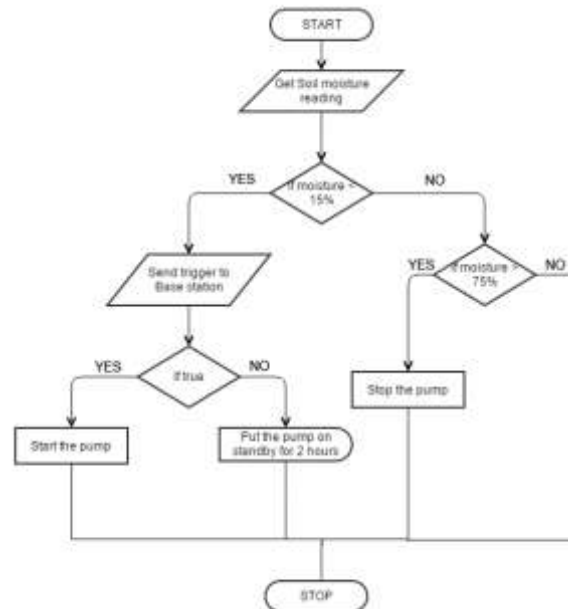 START
Get Soil moisture
reading
If moisture <
15%
YES
NO
Send trigger to
Base station
If moisture >
75%
YES
NO
If true
YES
NO
Start the pump
Put the pump on
standby for 2 hours
Stop the pump
STOP